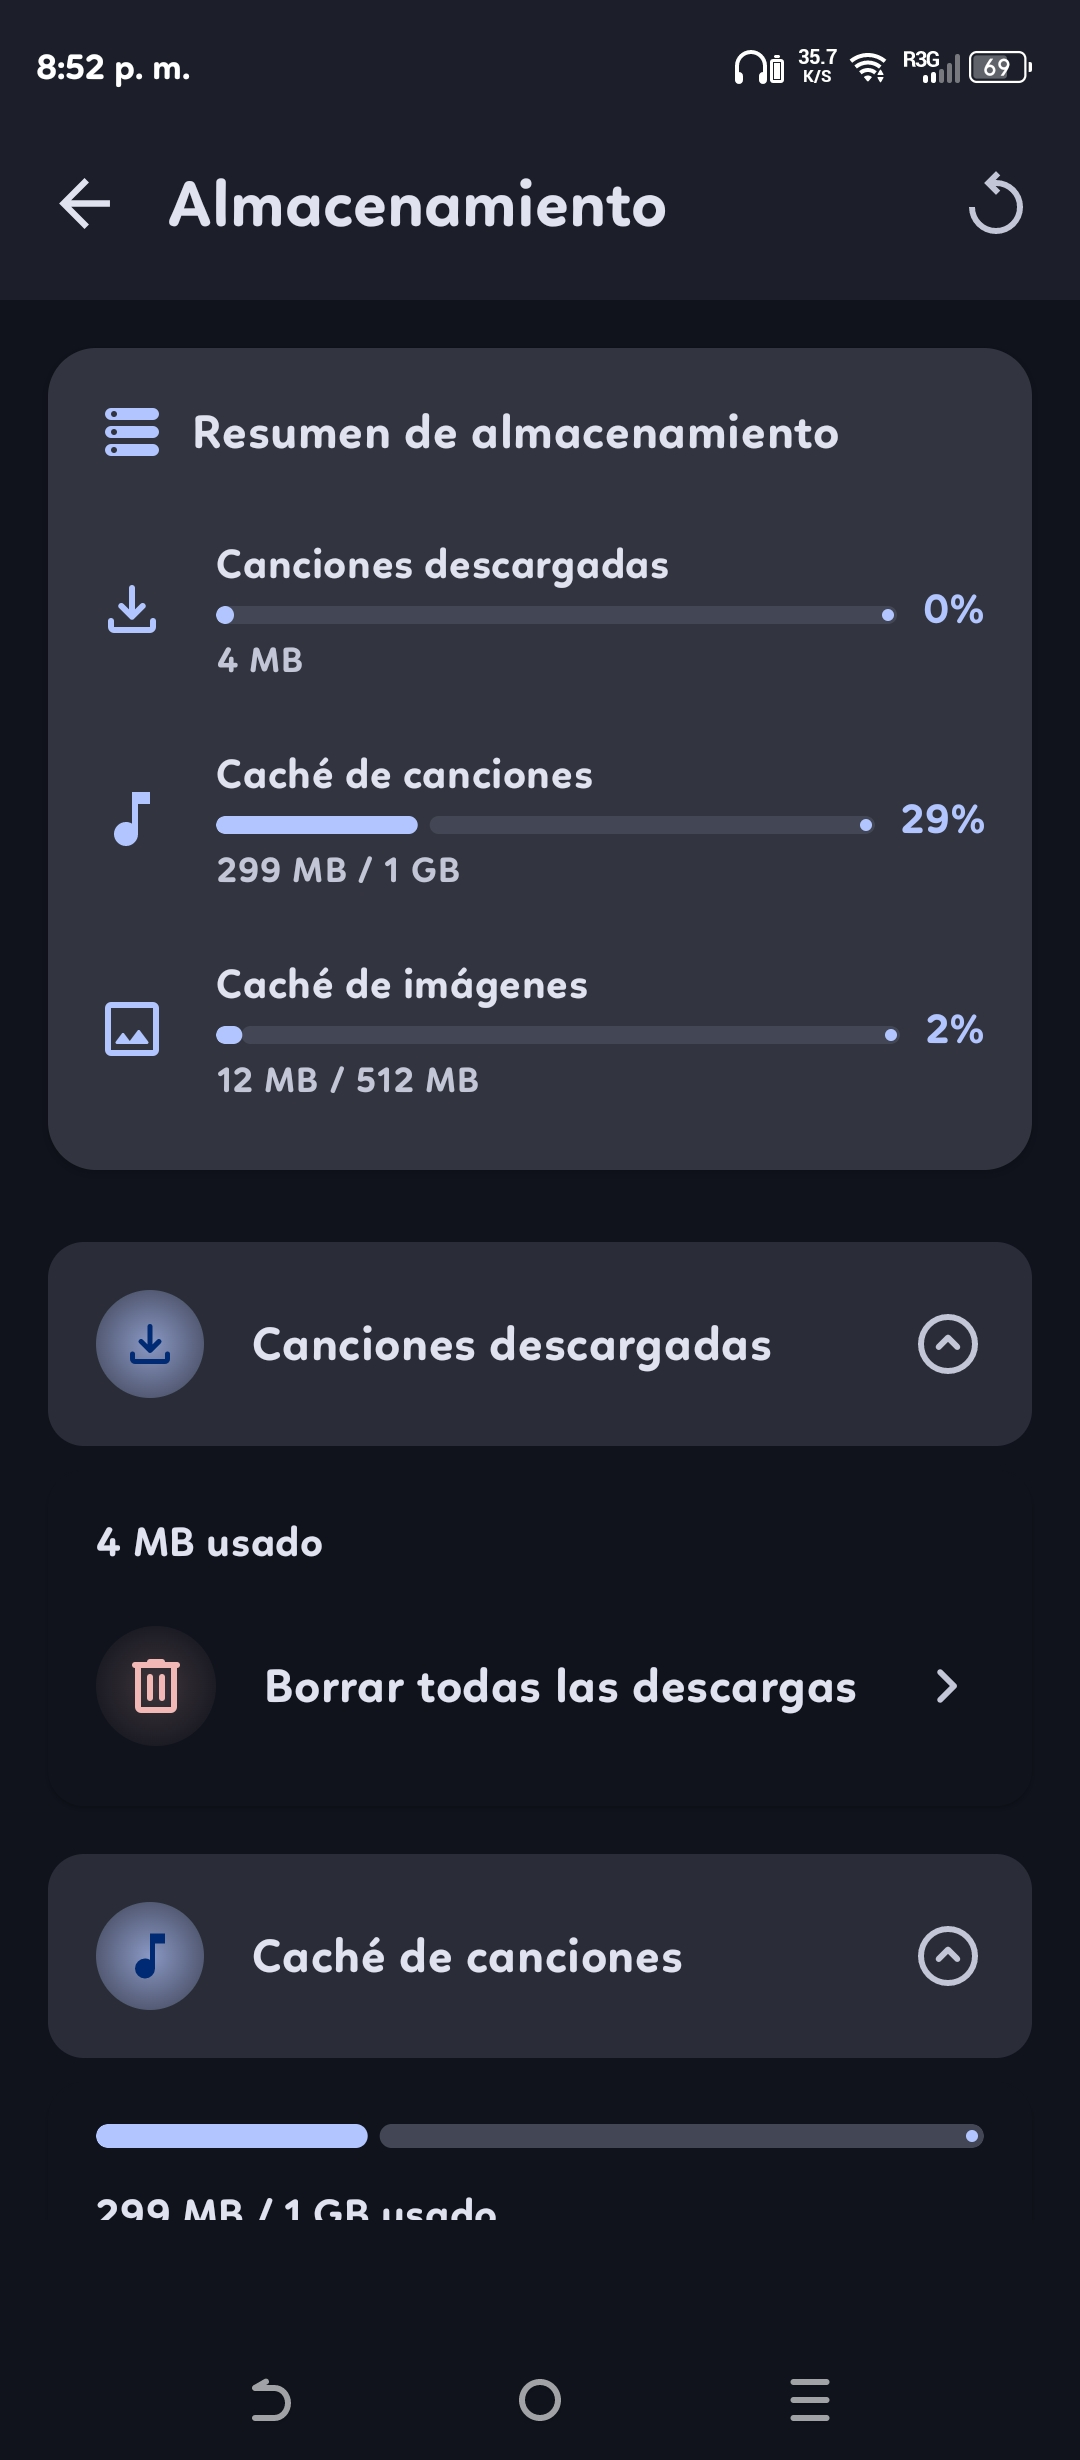 8:52 p. m.
35.7
K/S
R3G
69
Almacenamiento
Resumen de almacenamiento
Canciones descargadas
0%
4 MB
Caché de canciones
29%
299 MB / 1 GB
Caché de imágenes
2%
12 MB / 512 MB
Canciones descargadas
4 MB usado
Borrar todas las descargas
Caché de canciones
299 MB / 1 GB usado